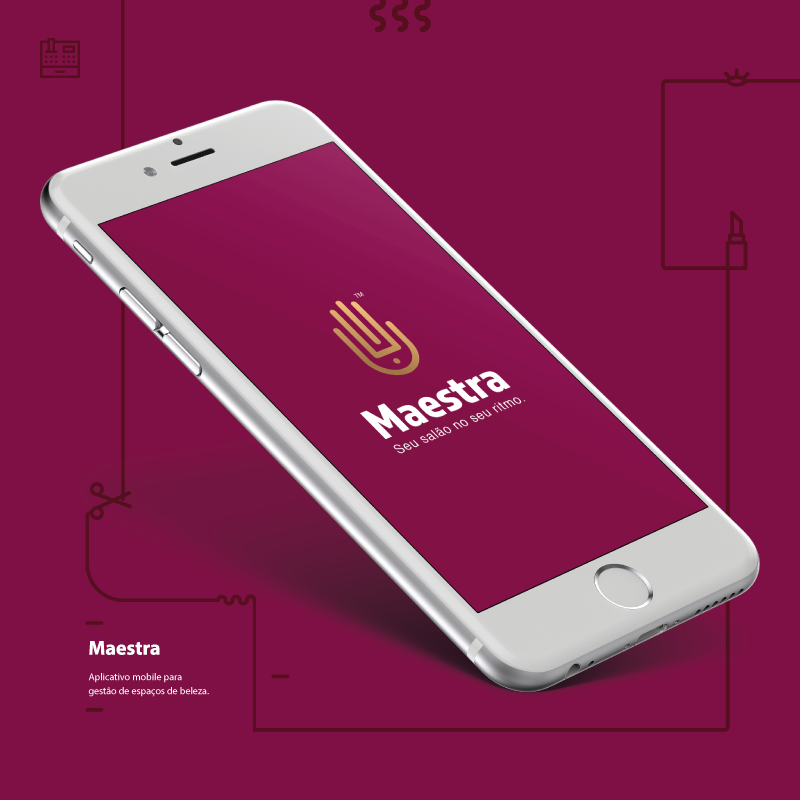 TM
Maestra
Seu salão no seu ritmo.
Maestra
Aplicativo mobile para
gestão de espaços de beleza.